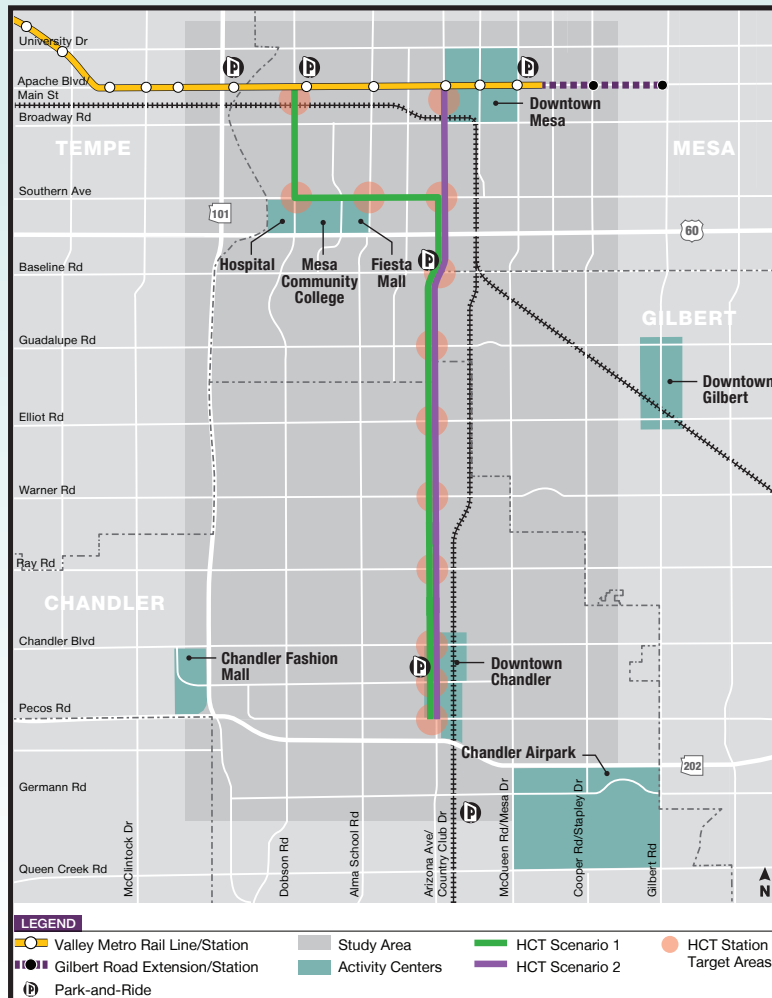 University Dr
Apache Blvd/
Main St
Broadway Rd
Downtown
Mesa
TEMPE
MESA
Southern Ave
101
60
Hospital
Mesa
Community
College
Fiesta
Mall
Baseline Rd
GILBERT
Guadalupe Rd
Downtown
Gilbert
Elliot Rd
Warner Rd
Ray Rd
CHANDLER
Chandler Blvd
Chandler Fashion
Mall
Downtown
Chandler
Pecos Rd
Chandler Airpark
202
Germann Rd
McClintock Dr
Dobson Rd
Alma School Rd
Arizona Ave/
Country Club Dr
McQueen Rd/Mesa Dr
Cooper Rd/Stapley Dr
Gilbert Rd
Queen Creek Rd
N
P
P
P
P
P
P
LEGEND
Valley Metro Rail Line/Station
Study Area
HCT Scenario 1
HCT Station
Target Areas
Gilbert Road Extension/Station
Activity Centers
HCT Scenario 2
P Park-and-Ride